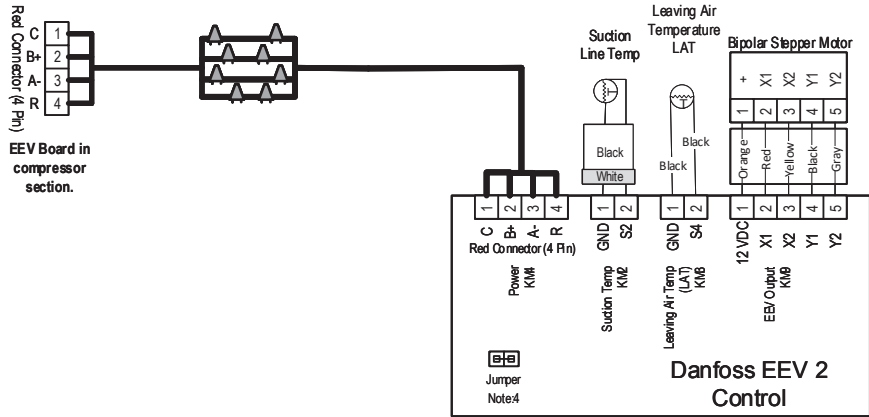 Red Connector (4 Pin)
C 1
B+ 2
A- 3
R 4
EEV Board in
compressor
section.
Suction
Line Temp
Black
White
Leaving Air
Temperature
LAT
Black
Black
Bipolar Stepper Motor
+ X1 X2 Y1 Y2
1 2 3 4 5
Orange Red Yellow Black Gray
1 2 3 4
C B+ A- R
Red Connector (4 Pin)
Power
KM4
1 2
GND S2
Suction Temp
KM2
1 2
GND S4
Leaving Air Temp
(LAT)
KM8
1 2 3 4 5
12 VDC X1 X2 Y1 Y2
EEV Output
KM9
Jumper
Note:4
Danfoss EEV 2
Control